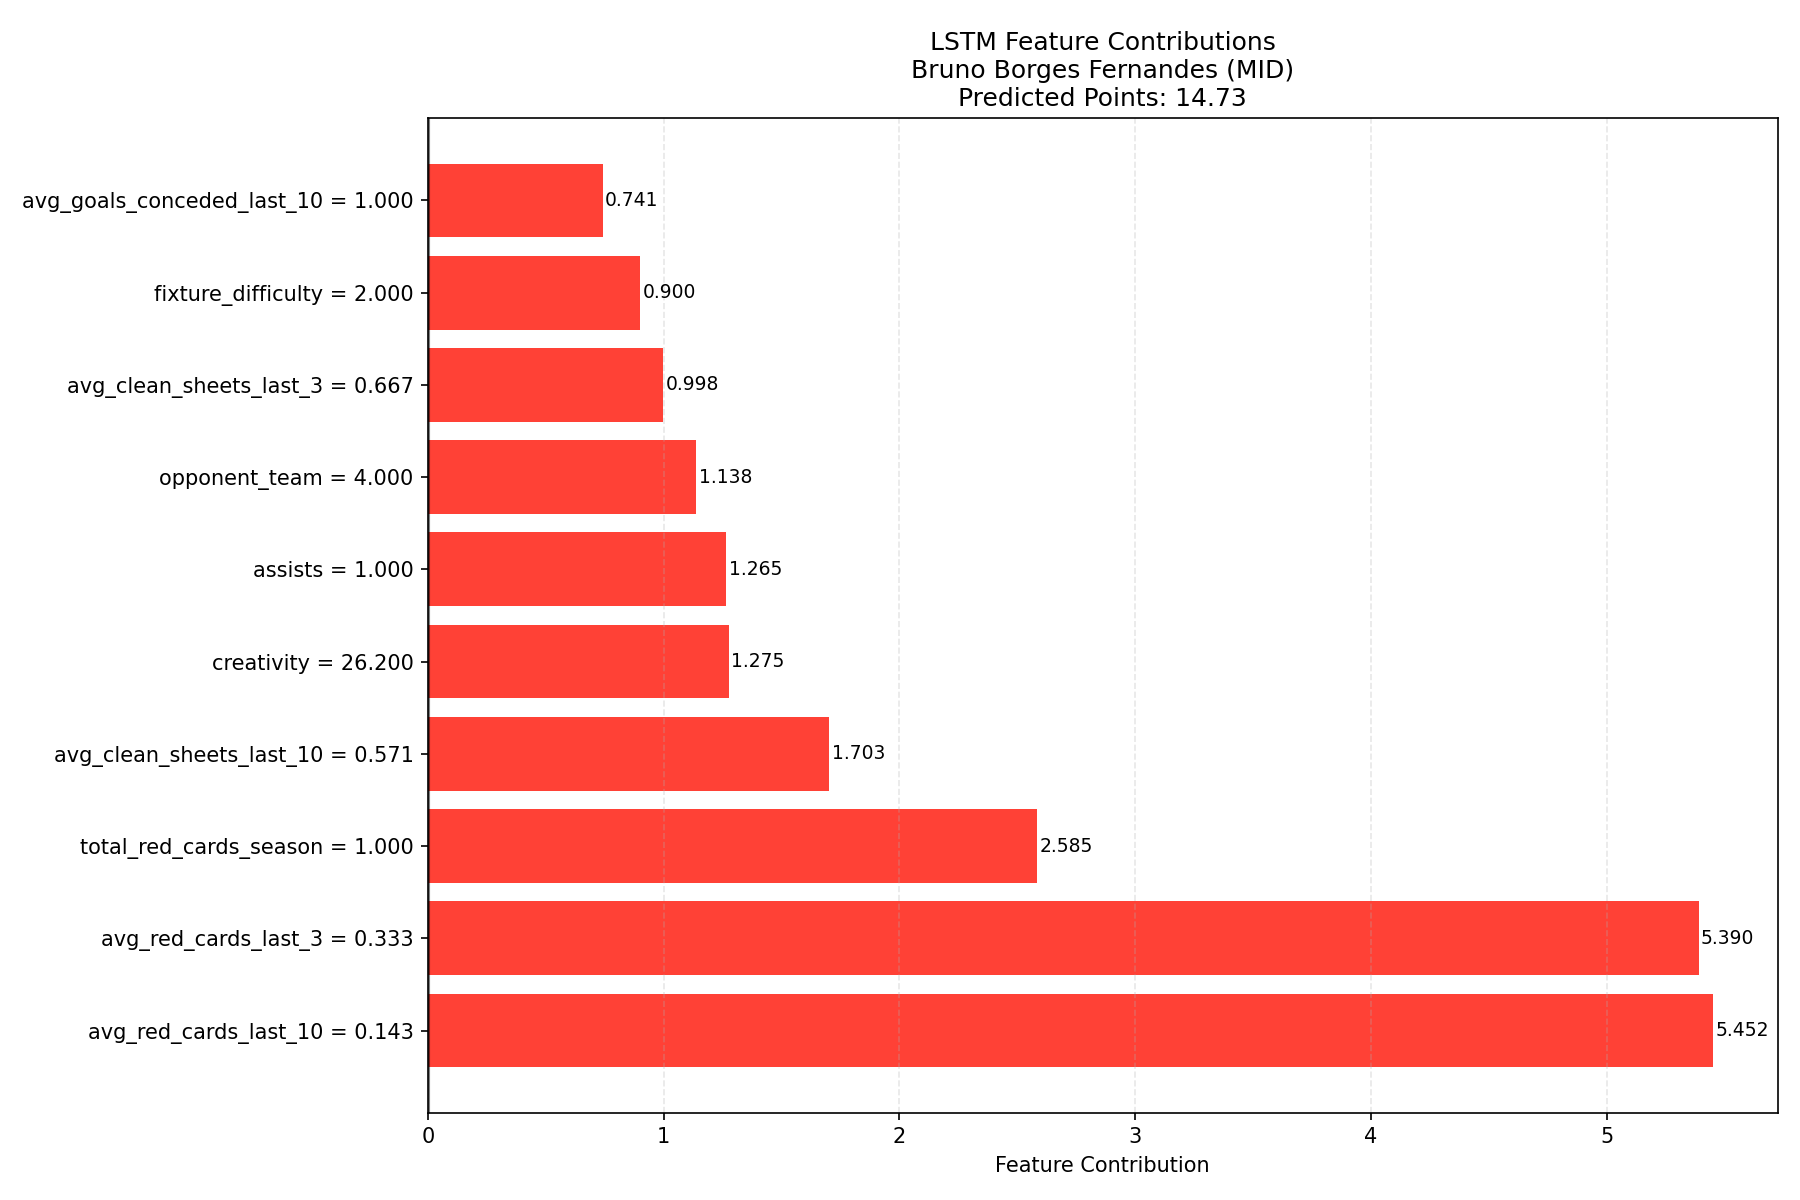 LSTM Feature Contributions
Bruno Borges Fernandes (MID)
Predicted Points: 14.73
avg_goals_conceded_last_10 = 1.000
0.741
fixture_difficulty = 2.000
0.900
avg_clean_sheets_last_3 = 0.667
0.998
opponent_team = 4.000
1.138
assists = 1.000
1.265
creativity = 26.200
1.275
avg_clean_sheets_last_10 = 0.571
1.703
total_red_cards_season = 1.000
2.585
avg_red_cards_last_3 = 0.333
5.390
avg_red_cards_last_10 = 0.143
5.452
0 1 2 3 4 5
Feature Contribution